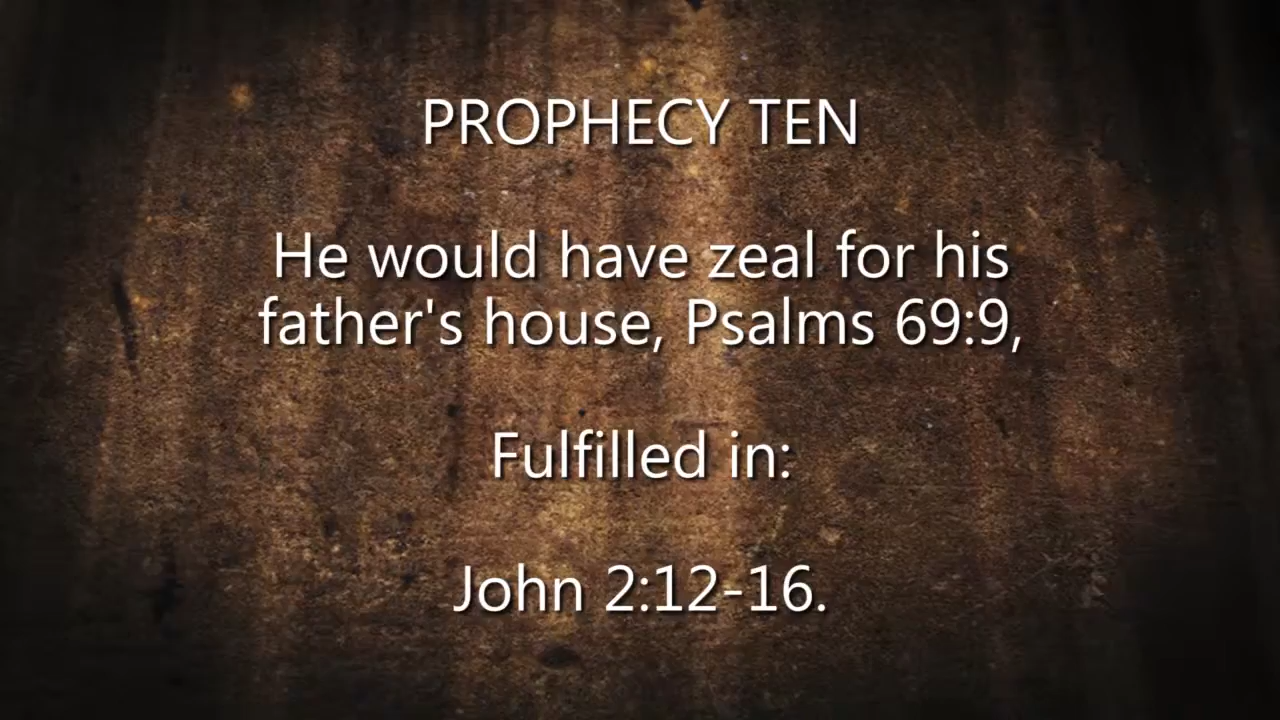 PROPHECY TEN
He would have zeal for his
father's house, Psalms 69:9,
Fulfilled in:
John 2:12-16.